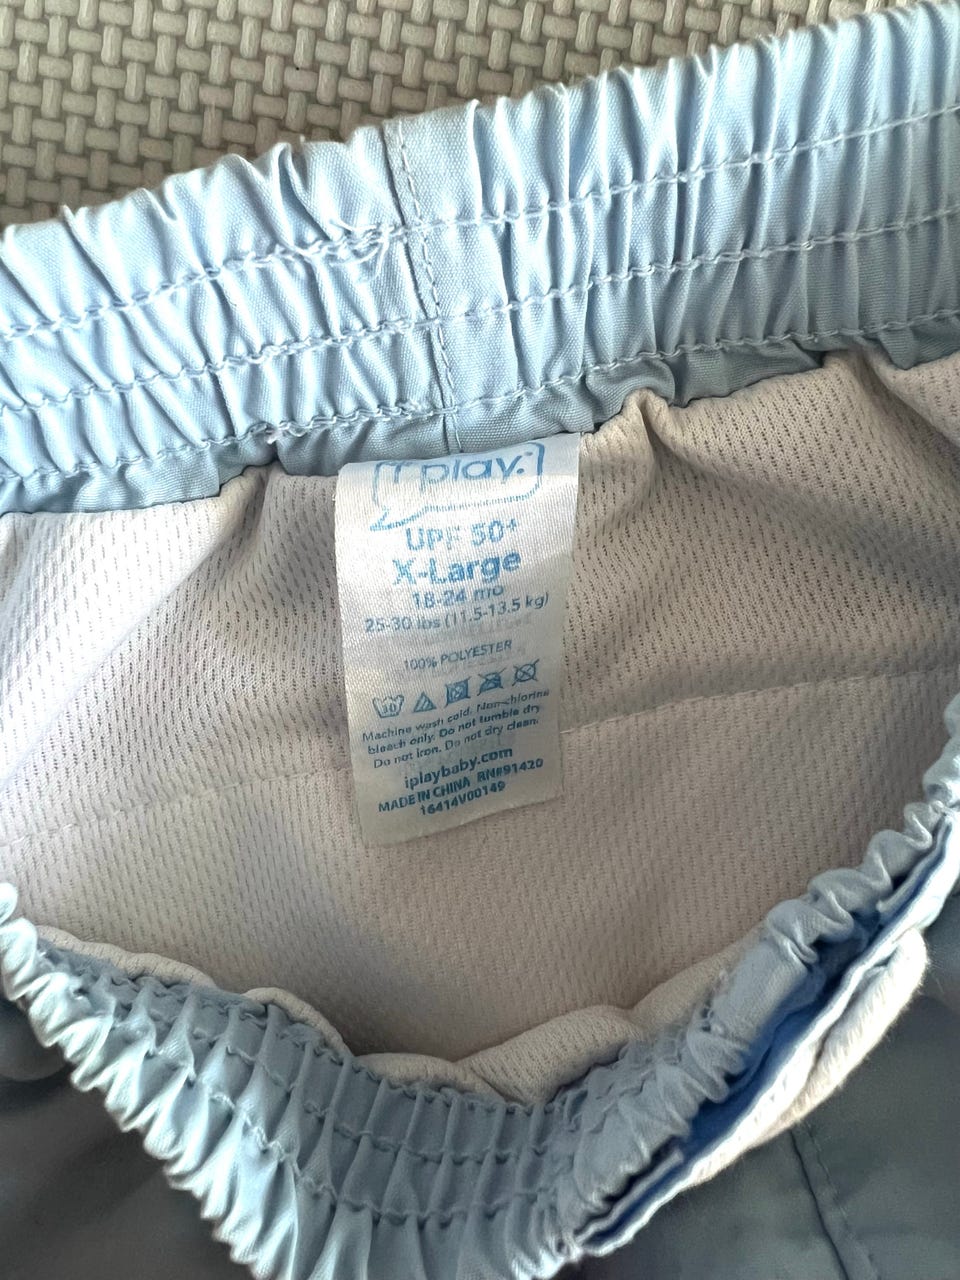 i play.™
UPF 50+
X-Large
18-24 mo
25-30 lbs (11.5-13.5 kg)
100% POLYESTER
30
Machine wash cold. Non-chlorine
bleach only. Do not tumble dry.
Do not iron. Do not dry clean.
iplaybaby.com
MADE IN CHINA RN#91420
16414V00149